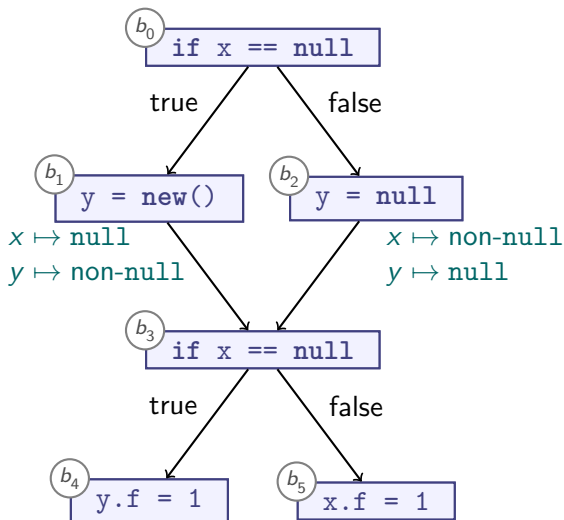 b0
if x == null
true
false
b1
y = new()
b2
y = null
x ↦ null
y ↦ non-null
x ↦ non-null
y ↦ null
b3
if x == null
true
false
b4
y.f = 1
b5
x.f = 1